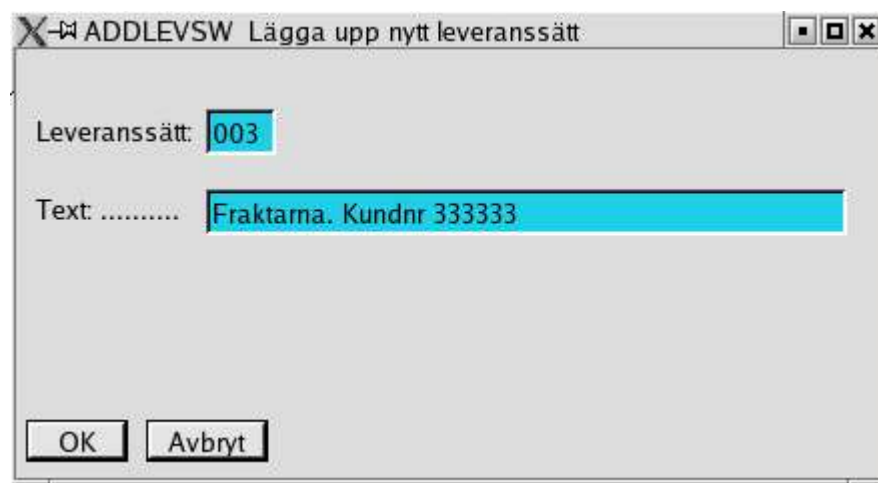 ADDLEVSW Lägga upp nytt leveranssätt
Leveranssätt: 003
Text: .......... Fraktarna. Kundnr 333333
OK Avbryt